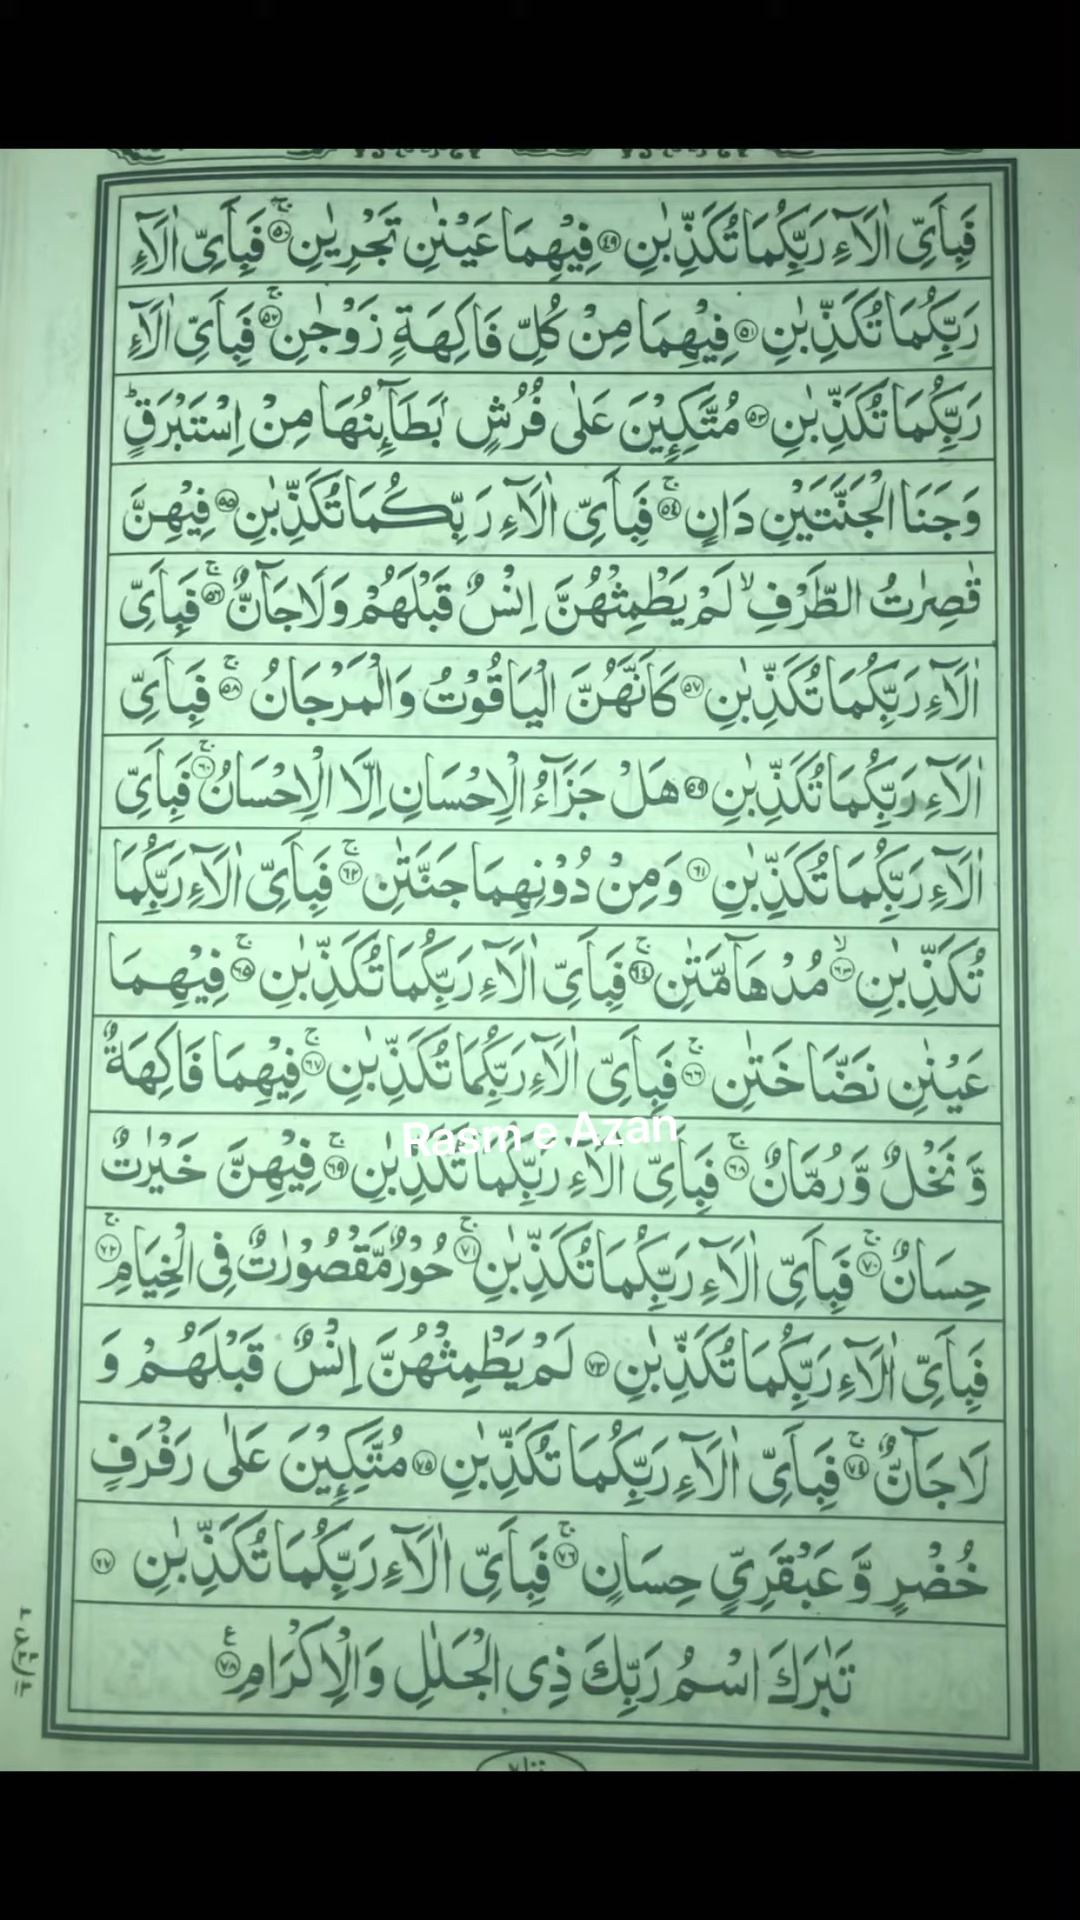 فَبِاَىِّ اٰلَآءِ رَبِّكُمَا تُكَذِّبٰنِ ۴۹ فِيْهِمَا عَيْنٰنِ تَجْرِيٰنِ ۵۰ ج فَبِاَىِّ اٰلَآءِ
رَبِّكُمَا تُكَذِّبٰنِ ۵۱ فِيْهِمَا مِنْ كُلِّ فَاكِهَةٍ زَوْجٰنِ ۵۲ ج فَبِاَىِّ اٰلَآءِ
رَبِّكُمَا تُكَذِّبٰنِ ۵۳ مُتَّكِـِٕيْنَ عَلٰى فُرُشٍۭ بَطَآئِنُهَا مِنْ اِسْتَبْرَقٍ ؕ
وَجَنَا الْجَنَّتَيْنِ دَانٍ ۵۴ ج فَبِاَىِّ اٰلَآءِ رَبِّكُمَا تُكَذِّبٰنِ ۵۵ فِيْهِنَّ
قٰصِرٰتُ الطَّرْفِ ۙ لَمْ يَطْمِثْهُنَّ اِنْسٌ قَبْلَهُمْ وَلَا جَآنٌّ ۵۶ ج فَبِاَىِّ
اٰلَآءِ رَبِّكُمَا تُكَذِّبٰنِ ۵۷ كَاَنَّهُنَّ الْيَاقُوْتُ وَالْمَرْجَانُ ۵۸ ج فَبِاَىِّ
اٰلَآءِ رَبِّكُمَا تُكَذِّبٰنِ ۵۹ هَلْ جَزَآءُ الْاِحْسَانِ اِلَّا الْاِحْسَانُ ۶۰ ج فَبِاَىِّ
اٰلَآءِ رَبِّكُمَا تُكَذِّبٰنِ ۶۱ وَمِنْ دُوْنِهِمَا جَنَّتٰنِ ۶۲ ج فَبِاَىِّ اٰلَآءِ رَبِّكُمَا
تُكَذِّبٰنِ ۶۳ ۙ مُدْهَآمَّتٰنِ ۶۴ ج فَبِاَىِّ اٰلَآءِ رَبِّكُمَا تُكَذِّبٰنِ ۶۵ ج فِيْهِمَا
عَيْنٰنِ نَضَّاخَتٰنِ ۶۶ ج فَبِاَىِّ اٰلَآءِ رَبِّكُمَا تُكَذِّبٰنِ ۶۷ ج فِيْهِمَا فَاكِهَةٌ
Rasm e Azan
وَّ نَخْلٌ وَّ رُمَّانٌ ۶۸ ج فَبِاَىِّ اٰلَآءِ رَبِّكُمَا تُكَذِّبٰنِ ۶۹ ج فِيْهِنَّ خَيْرٰتٌ
حِسَانٌ ۷۰ ج فَبِاَىِّ اٰلَآءِ رَبِّكُمَا تُكَذِّبٰنِ ۷۱ ج حُوْرٌ مَّقْصُوْرٰتٌ فِى الْخِيَامِ ۷۲ ج
فَبِاَىِّ اٰلَآءِ رَبِّكُمَا تُكَذِّبٰنِ ۷۳ لَمْ يَطْمِثْهُنَّ اِنْسٌ قَبْلَهُمْ وَ
لَا جَآنٌّ ۷۴ ج فَبِاَىِّ اٰلَآءِ رَبِّكُمَا تُكَذِّبٰنِ ۷۵ مُتَّكِـِٕيْنَ عَلٰى رَفْرَفٍ
خُضْرٍ وَّ عَبْقَرِىٍّ حِسَانٍ ۷۶ ج فَبِاَىِّ اٰلَآءِ رَبِّكُمَا تُكَذِّبٰنِ ۷۷
تَبٰرَكَ اسْمُ رَبِّكَ ذِى الْجَلٰلِ وَالْاِكْرَامِ ۷۸ ع